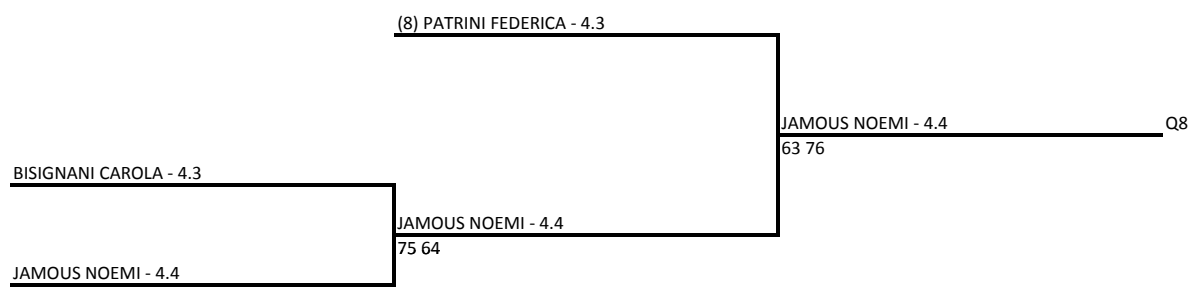 (8) PATRINI FEDERICA - 4.3
JAMOUS NOEMI - 4.4
Q8
63 76
BISIGNANI CAROLA - 4.3
JAMOUS NOEMI - 4.4
75 64
JAMOUS NOEMI - 4.4